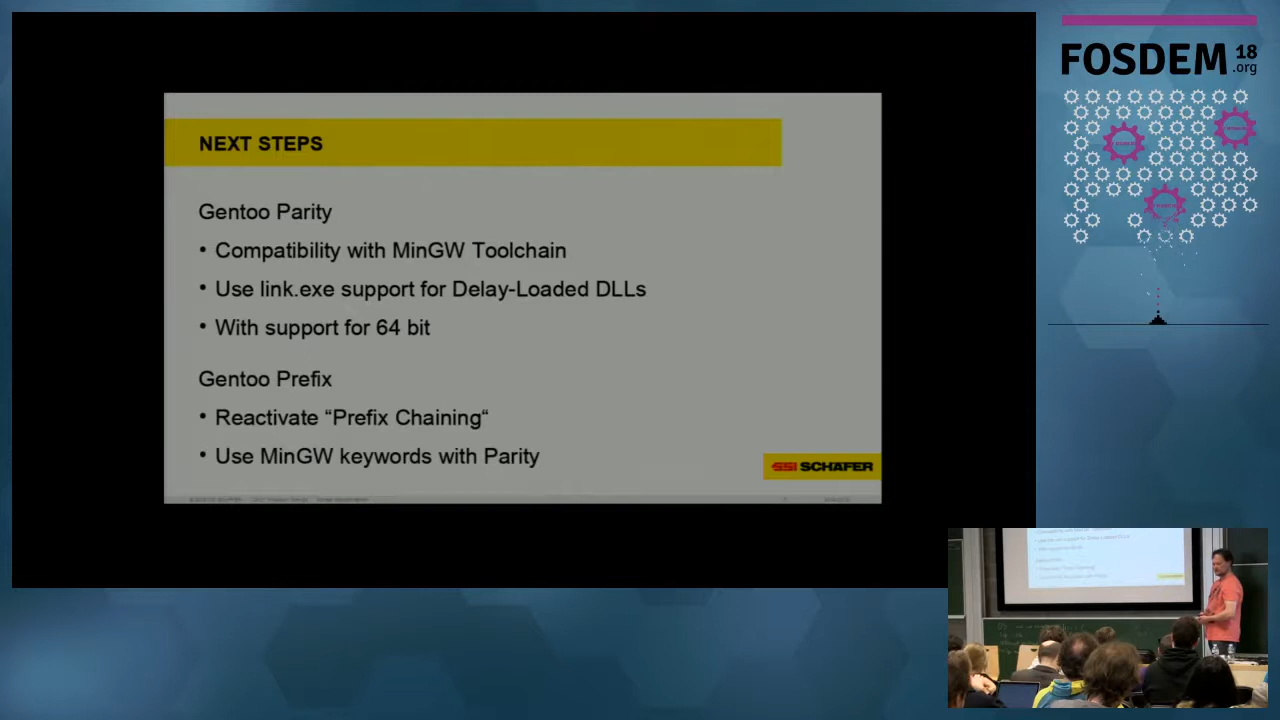 FOSDEM 18
.org
NEXT STEPS
Gentoo Parity
• Compatibility with MinGW Toolchain
• Use link.exe support for Delay-Loaded DLLs
• With support for 64 bit
Gentoo Prefix
• Reactivate “Prefix Chaining“
• Use MinGW keywords with Parity
SSI SCHÄFER